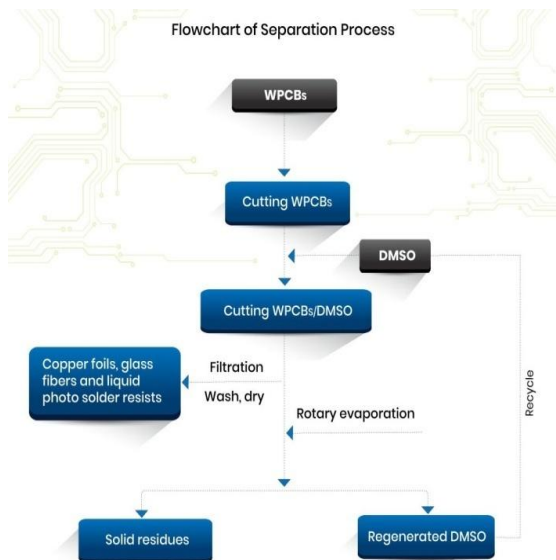 Flowchart of Separation Process
WPCBs
Cutting WPCBs
DMSO
Cutting WPCBs/DMSO
Copper foils, glass
fibers and liquid
photo solder resists
Filtration
Wash, dry
Rotary evaporation
Recycle
Solid residues
Regenerated DMSO